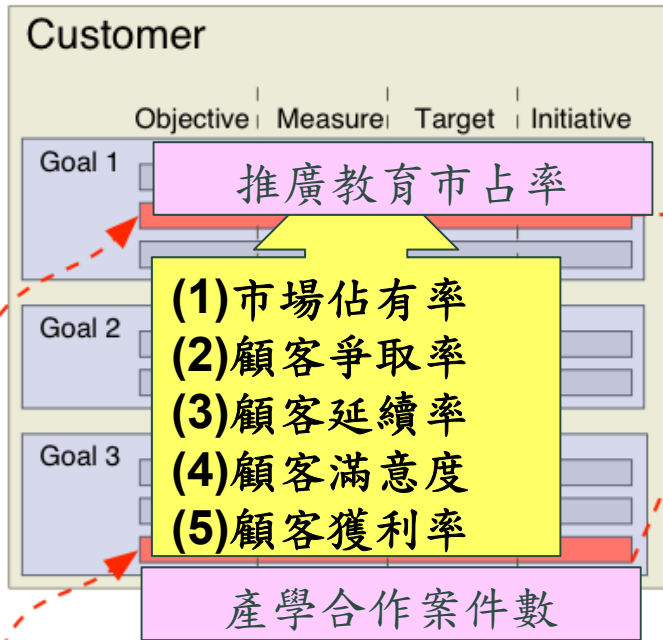 Customer
Objective Measure Target Initiative
Goal 1
推廣教育市占率
(1)市場佔有率
Goal 2
(2)顧客爭取率
(3)顧客延續率
Goal 3
(4)顧客滿意度
(5)顧客獲利率
產學合作案件數